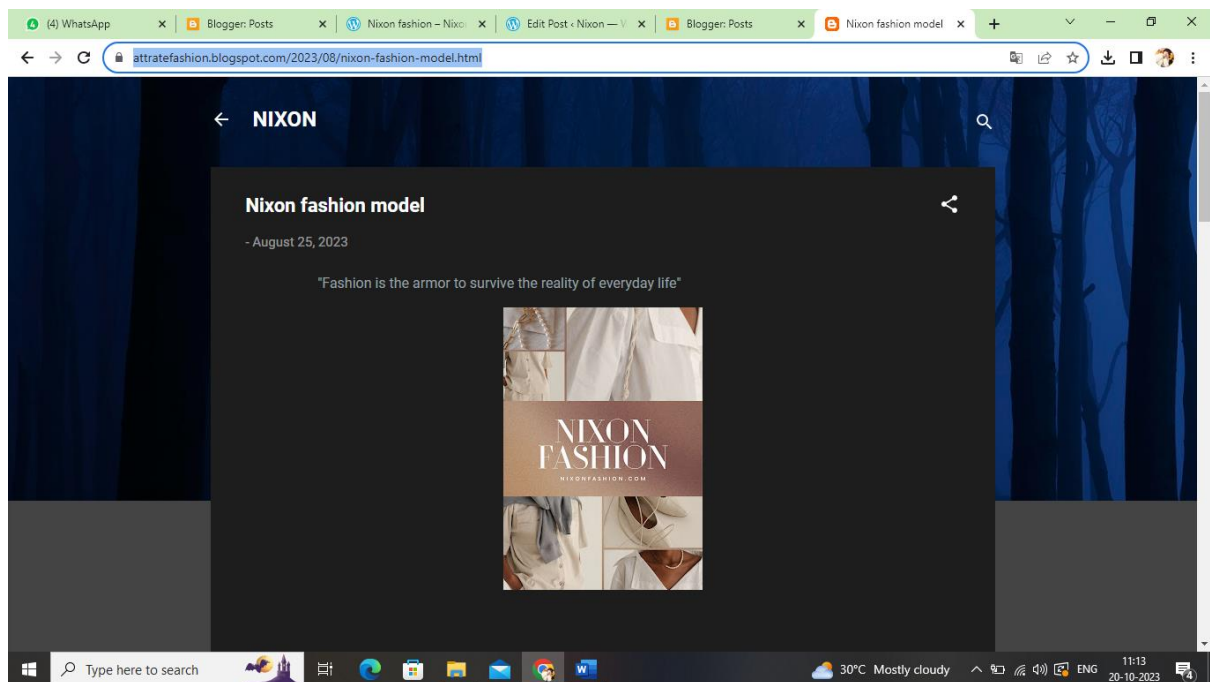 (4) WhatsApp
Blogger: Posts
Nixon fashion – Nixo
Edit Post ‹ Nixon — V
Blogger: Posts
Nixon fashion model
attratefashion.blogspot.com/2023/08/nixon-fashion-model.html
NIXON
Nixon fashion model
- August 25, 2023
"Fashion is the armor to survive the reality of everyday life"
NIXON
FASHION
NIXONFASHION.COM
Type here to search
30°C Mostly cloudy
ENG
11:13
20-10-2023
4